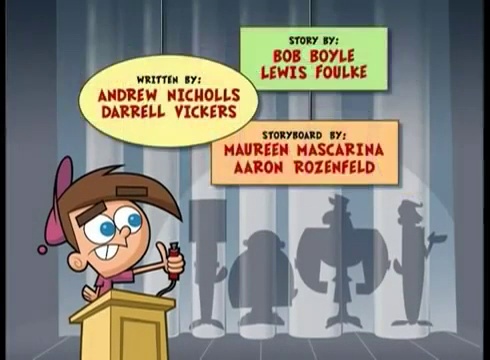 STORY BY:
BOB BOYLE
LEWIS FOULKE
WRITTEN BY:
ANDREW NICHOLLS
DARRELL VICKERS
STORYBOARD BY:
MAUREEN MASCARINA
AARON ROZENFELD